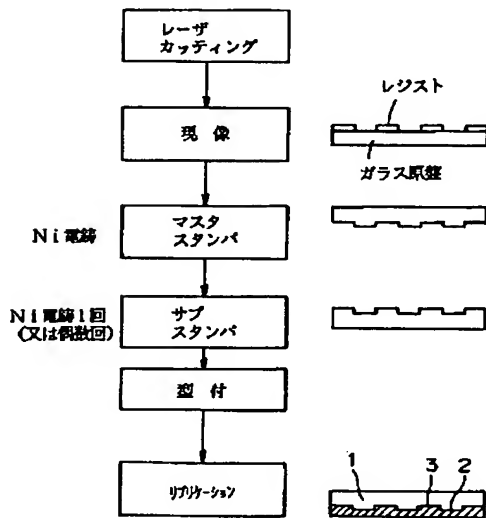 レーザ
カッティング
レジスト
現像
ガラス原盤
Ni電鋳
マスタ
スタンパ
Ni電鋳1回
(又は偶数回)
サブ
スタンパ
型付
リプリケーション
1
3
2